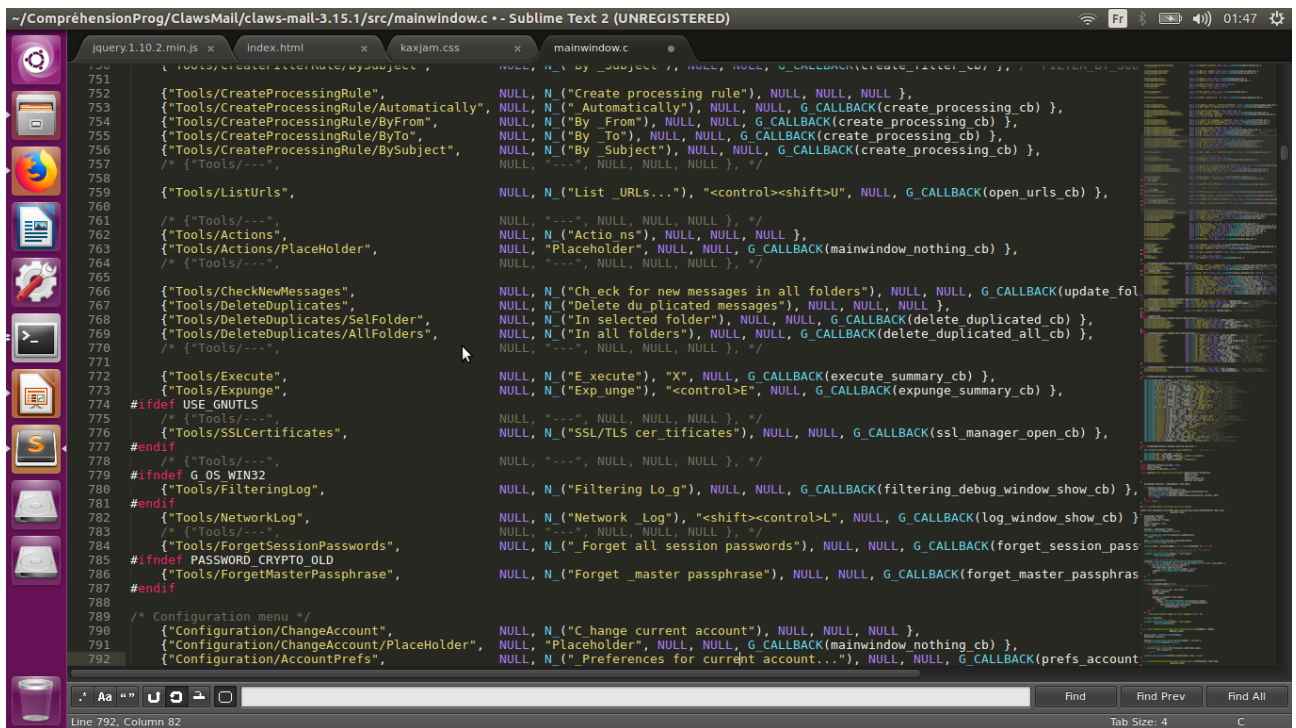 ~/CompréhensionProg/ClawsMail/claws-mail-3.15.1/src/mainwindow.c • - Sublime Text 2 (UNREGISTERED)
Fr
01:47
jquery.1.10.2.min.js × index.html × kaxjam.css × mainwindow.c
750 {"Tools/CreateFilterRule/BySubject", NULL, N_("By _Subject"), NULL, NULL, G_CALLBACK(create_filter_cb) }, /* FILTER_BY_SUB
751
752 {"Tools/CreateProcessingRule", NULL, N_("Create processing rule"), NULL, NULL, NULL },
753 {"Tools/CreateProcessingRule/Automatically", NULL, N_("_Automatically"), NULL, NULL, G_CALLBACK(create_processing_cb) },
754 {"Tools/CreateProcessingRule/ByFrom", NULL, N_("By _From"), NULL, NULL, G_CALLBACK(create_processing_cb) },
755 {"Tools/CreateProcessingRule/ByTo", NULL, N_("By _To"), NULL, NULL, G_CALLBACK(create_processing_cb) },
756 {"Tools/CreateProcessingRule/BySubject", NULL, N_("By _Subject"), NULL, NULL, G_CALLBACK(create_processing_cb) },
757 /* {"Tools/---", NULL, "---", NULL, NULL, NULL }, */
758
759 {"Tools/ListUrls", NULL, N_("List _URLs..."), "<control><shift>U", NULL, G_CALLBACK(open_urls_cb) },
760
761 /* {"Tools/---", NULL, "---", NULL, NULL, NULL }, */
762 {"Tools/Actions", NULL, N_("Actio_ns"), NULL, NULL, NULL },
763 {"Tools/Actions/PlaceHolder", NULL, "Placeholder", NULL, NULL, G_CALLBACK(mainwindow_nothing_cb) },
764 /* {"Tools/---", NULL, "---", NULL, NULL, NULL }, */
765
766 {"Tools/CheckNewMessages", NULL, N_("Ch_eck for new messages in all folders"), NULL, NULL, G_CALLBACK(update_fol
767 {"Tools/DeleteDuplicates", NULL, N_("Delete du_plicated messages"), NULL, NULL, NULL },
768 {"Tools/DeleteDuplicates/SelFolder", NULL, N_("In selected folder"), NULL, NULL, G_CALLBACK(delete_duplicated_cb) },
769 {"Tools/DeleteDuplicates/AllFolders", NULL, N_("In all folders"), NULL, NULL, G_CALLBACK(delete_duplicated_all_cb) },
770 /* {"Tools/---", NULL, "---", NULL, NULL, NULL }, */
771
772 {"Tools/Execute", NULL, N_("E_xecute"), "X", NULL, G_CALLBACK(execute_summary_cb) },
773 {"Tools/Expunge", NULL, N_("Exp_unge"), "<control>E", NULL, G_CALLBACK(expunge_summary_cb) },
774 #ifdef USE_GNUTLS
775 /* {"Tools/---", NULL, "---", NULL, NULL, NULL }, */
776 {"Tools/SSLCertificates", NULL, N_("SSL/TLS cer_tificates"), NULL, NULL, G_CALLBACK(ssl_manager_open_cb) },
777 #endif
778 /* {"Tools/---", NULL, "---", NULL, NULL, NULL }, */
779 #ifndef G_OS_WIN32
780 {"Tools/FilteringLog", NULL, N_("Filtering Lo_g"), NULL, NULL, G_CALLBACK(filtering_debug_window_show_cb) },
781 #endif
782 {"Tools/NetworkLog", NULL, N_("Network _Log"), "<shift><control>L", NULL, G_CALLBACK(log_window_show_cb) }
783 /* {"Tools/---", NULL, "---", NULL, NULL, NULL }, */
784 {"Tools/ForgetSessionPasswords", NULL, N_("_Forget all session passwords"), NULL, NULL, G_CALLBACK(forget_session_pass
785 #ifndef PASSWORD_CRYPTO_OLD
786 {"Tools/ForgetMasterPassphrase", NULL, N_("Forget _master passphrase"), NULL, NULL, G_CALLBACK(forget_master_passphras
787 #endif
788
789 /* Configuration menu */
790 {"Configuration/ChangeAccount", NULL, N_("C_hange current account"), NULL, NULL, NULL },
791 {"Configuration/ChangeAccount/PlaceHolder", NULL, "Placeholder", NULL, NULL, G_CALLBACK(mainwindow_nothing_cb) },
792 {"Configuration/AccountPrefs", NULL, N_("_Preferences for current account..."), NULL, NULL, G_CALLBACK(prefs_account
.* Aa “” Find Find Prev Find All
Line 792, Column 82 Tab Size: 4 C